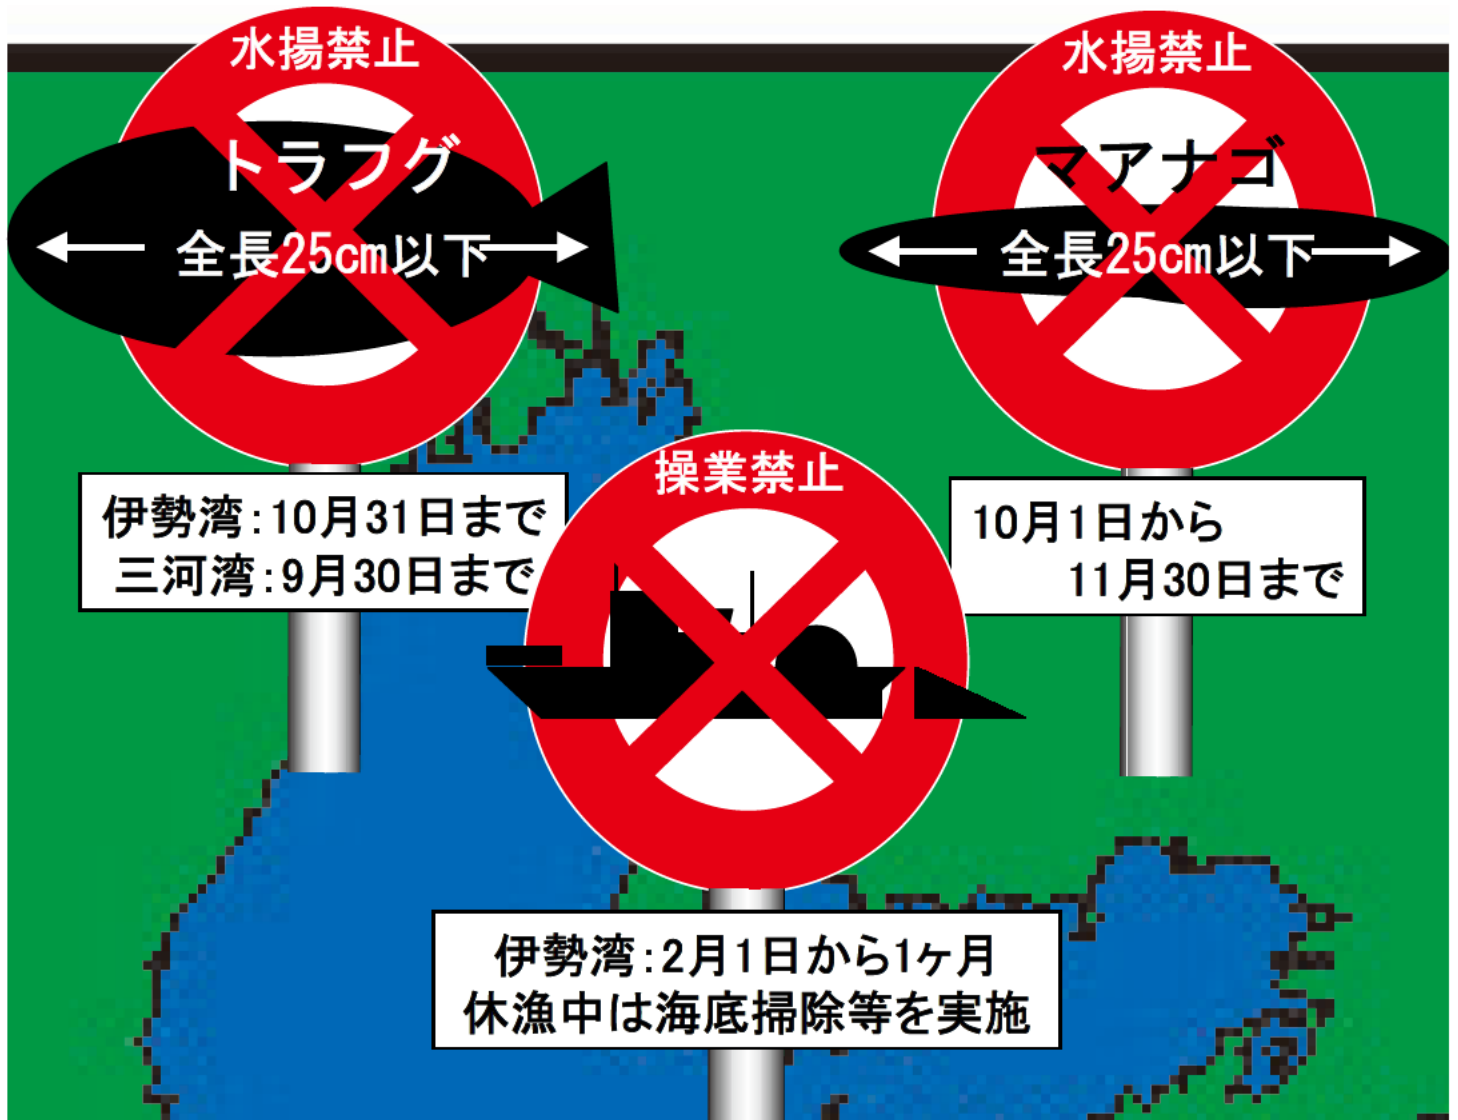 水揚禁止
トラフグ
全長25cm以下
伊勢湾：10月31日まで
三河湾：9月30日まで
水揚禁止
マアナゴ
全長25cm以下
10月1日から
11月30日まで
操業禁止
伊勢湾：2月1日から1ヶ月
休漁中は海底掃除等を実施